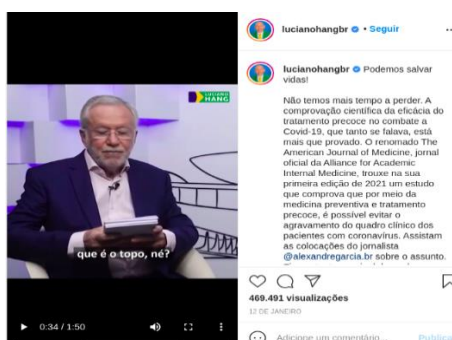 lucianohangbr • Seguir
lucianohangbr Podemos salvar
vidas!
Não temos mais tempo a perder. A
comprovação científica da eficácia do
tratamento precoce no combate a
Covid-19, que tanto se falava, está
mais que provado. O renomado The
American Journal of Medicine, jornal
oficial da Alliance for Academic
Internal Medicine, trouxe na sua
primeira edição de 2021 um estudo
que comprova que por meio da
medicina preventiva e tratamento
precoce, é possível evitar o
agravamento do quadro clínico dos
pacientes com coronavírus. Assistam
as colocações do jornalista
@alexandregarcia.br sobre o assunto.
LUCIANO
HANG
que é o topo, né?
0:34 / 1:50
469.491 visualizações
12 DE JANEIRO
Adicione um comentário...
Publicar